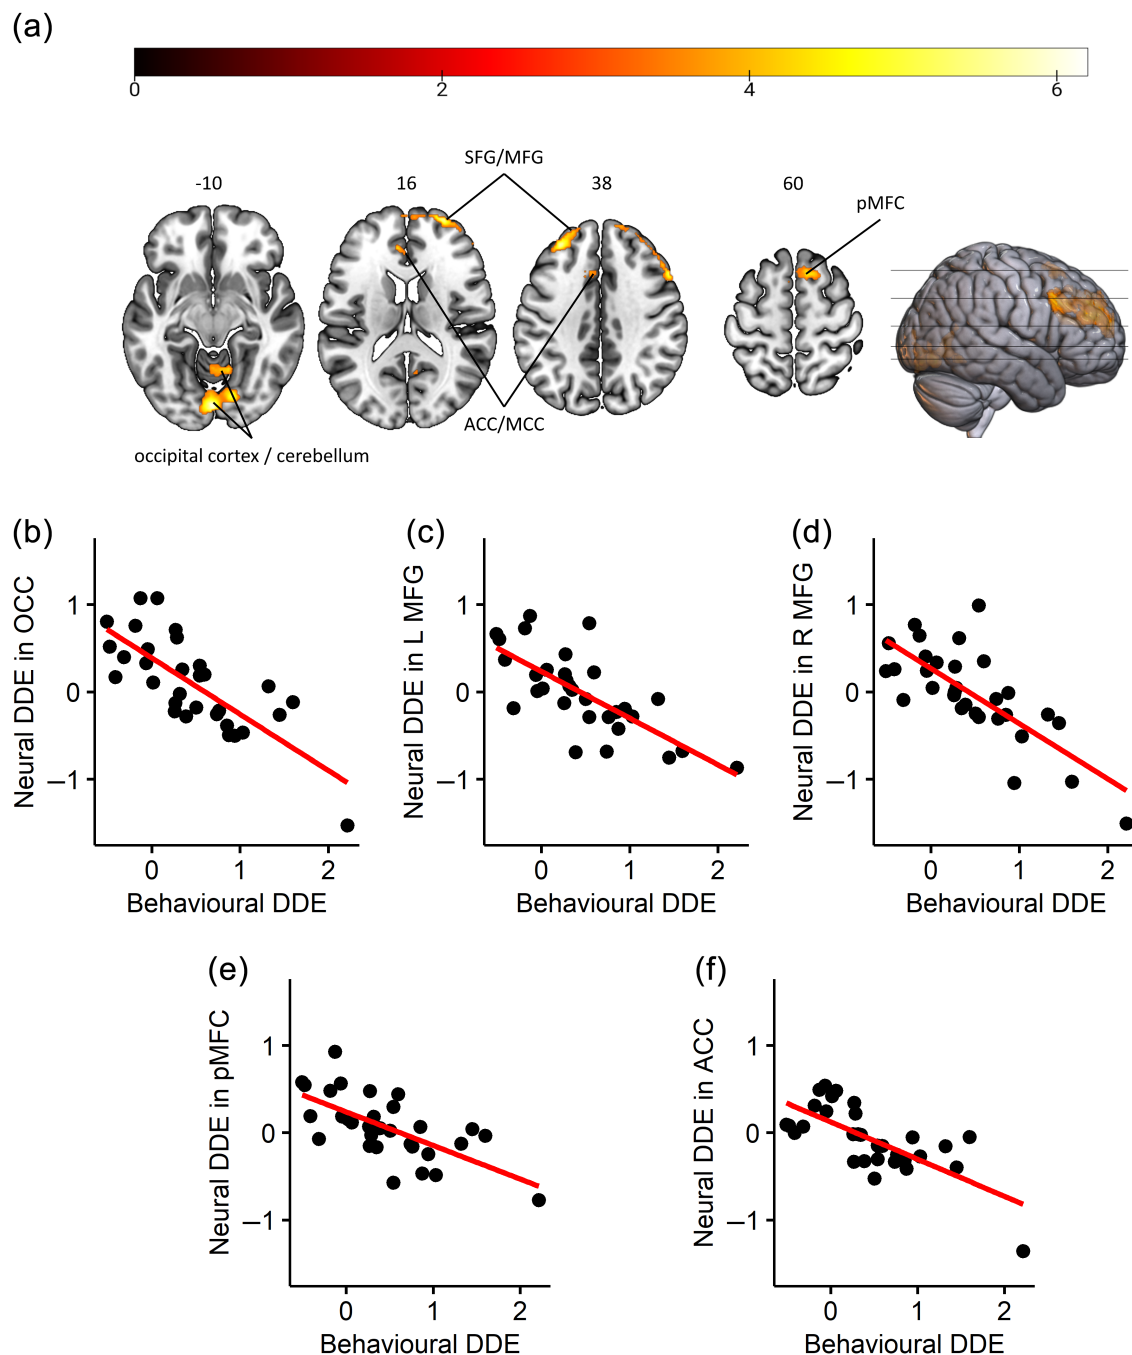 (a)
0 2 4 6
SFG/MFG
-10 16 38 60
pMFC
ACC/MCC
occipital cortex / cerebellum
(b)
Neural DDE in OCC
1
0
−1
0 1 2
Behavioural DDE
(c)
Neural DDE in L MFG
1
0
−1
0 1 2
Behavioural DDE
(d)
Neural DDE in R MFG
1
0
−1
0 1 2
Behavioural DDE
(e)
Neural DDE in pMFC
1
0
−1
0 1 2
Behavioural DDE
(f)
Neural DDE in ACC
1
0
−1
0 1 2
Behavioural DDE